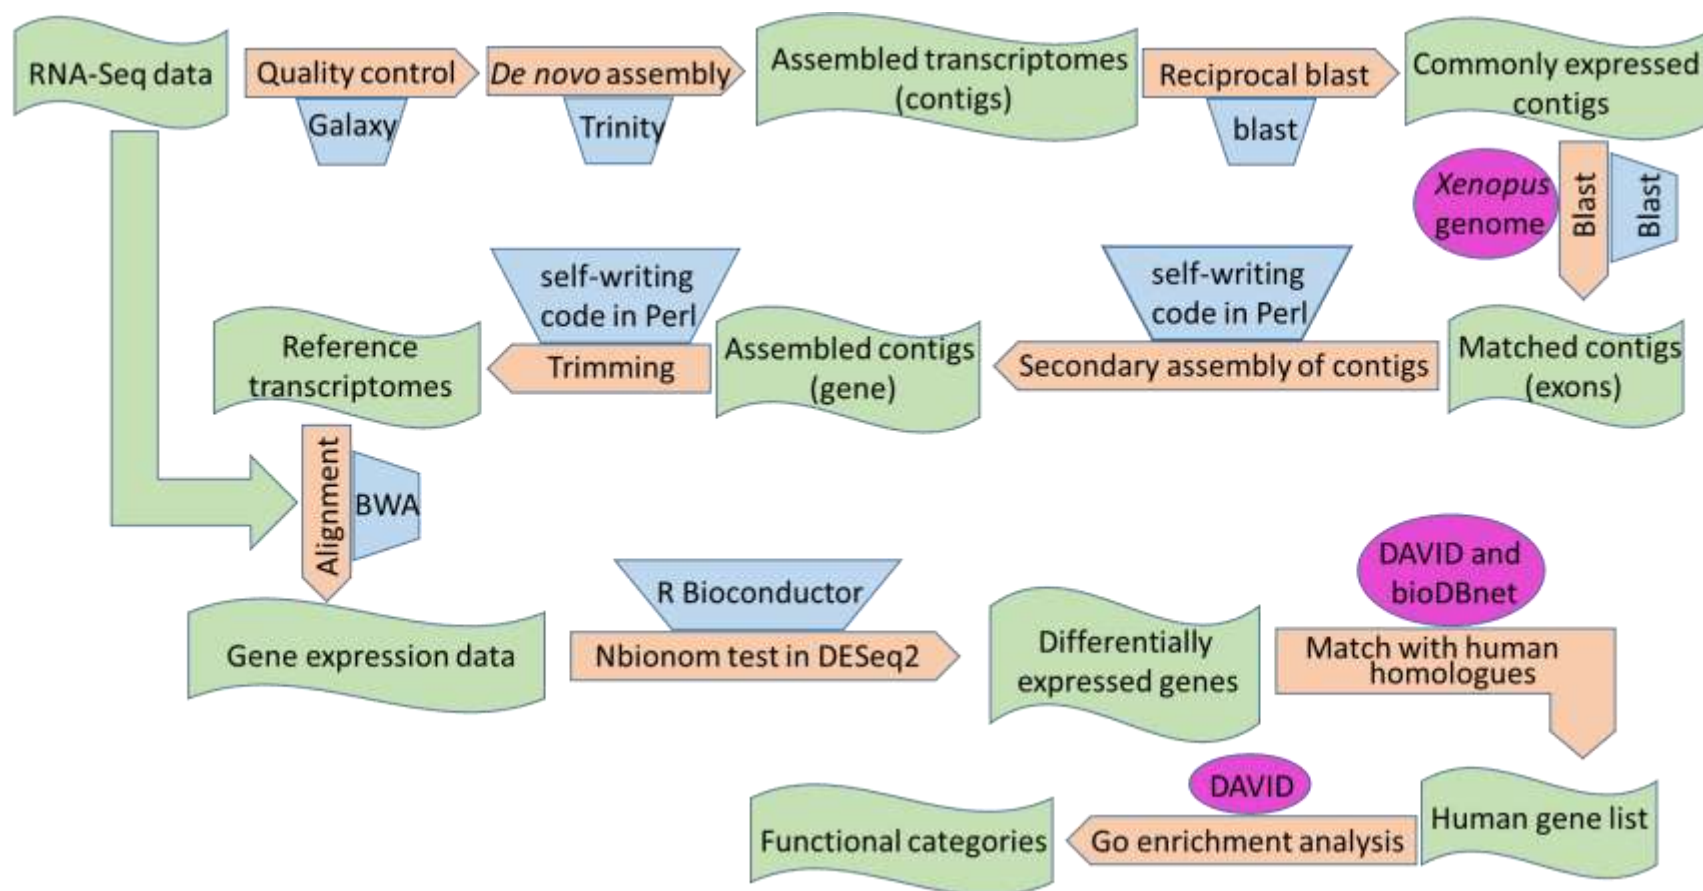 RNA-Seq data
Quality control
Galaxy
De novo assembly
Trinity
Assembled transcriptomes
(contigs)
Reciprocal blast
blast
Commonly expressed
contigs
Xenopus
genome
Blast
Blast
Matched contigs
(exons)
self-writing
code in Perl
Secondary assembly of contigs
Assembled contigs
(gene)
self-writing
code in Perl
Trimming
Reference
transcriptomes
Alignment
BWA
Gene expression data
R Bioconductor
Nbionom test in DESeq2
Differentially
expressed genes
DAVID and
bioDBnet
Match with human
homologues
Human gene list
DAVID
Go enrichment analysis
Functional categories